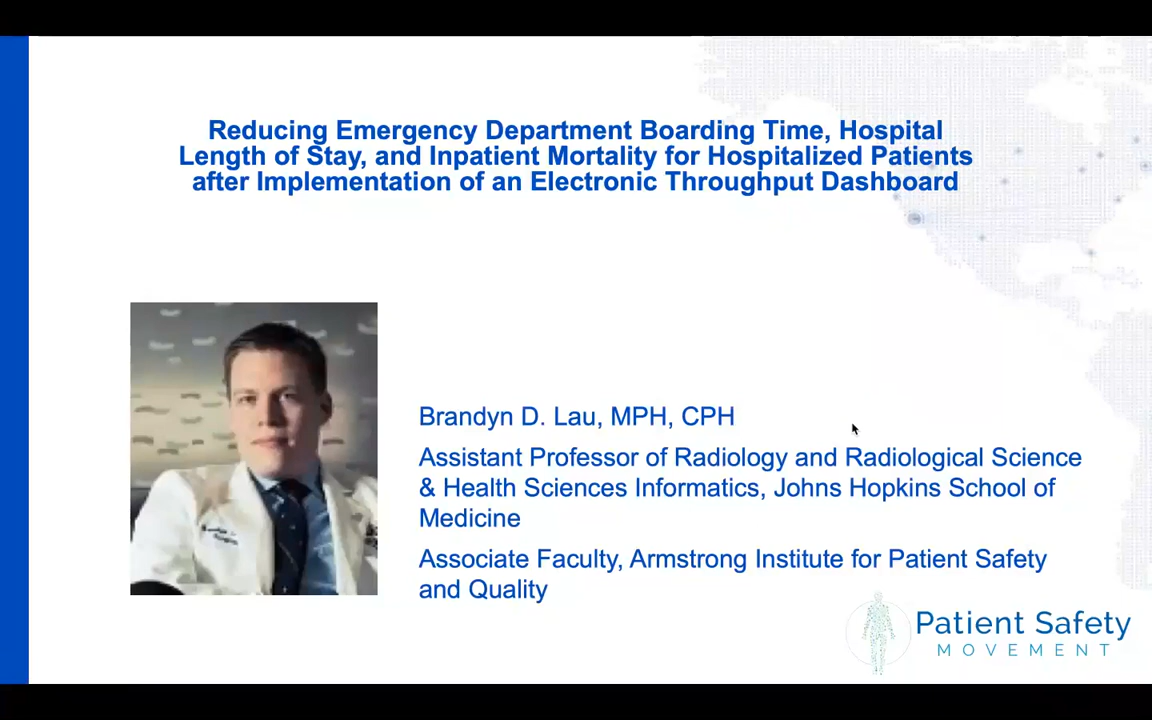 Reducing Emergency Department Boarding Time, Hospital
Length of Stay, and Inpatient Mortality for Hospitalized Patients
after Implementation of an Electronic Throughput Dashboard
Brandyn D. Lau, MPH, CPH
Assistant Professor of Radiology and Radiological Science
& Health Sciences Informatics, Johns Hopkins School of
Medicine
Associate Faculty, Armstrong Institute for Patient Safety
and Quality
Patient Safety
MOVEMENT